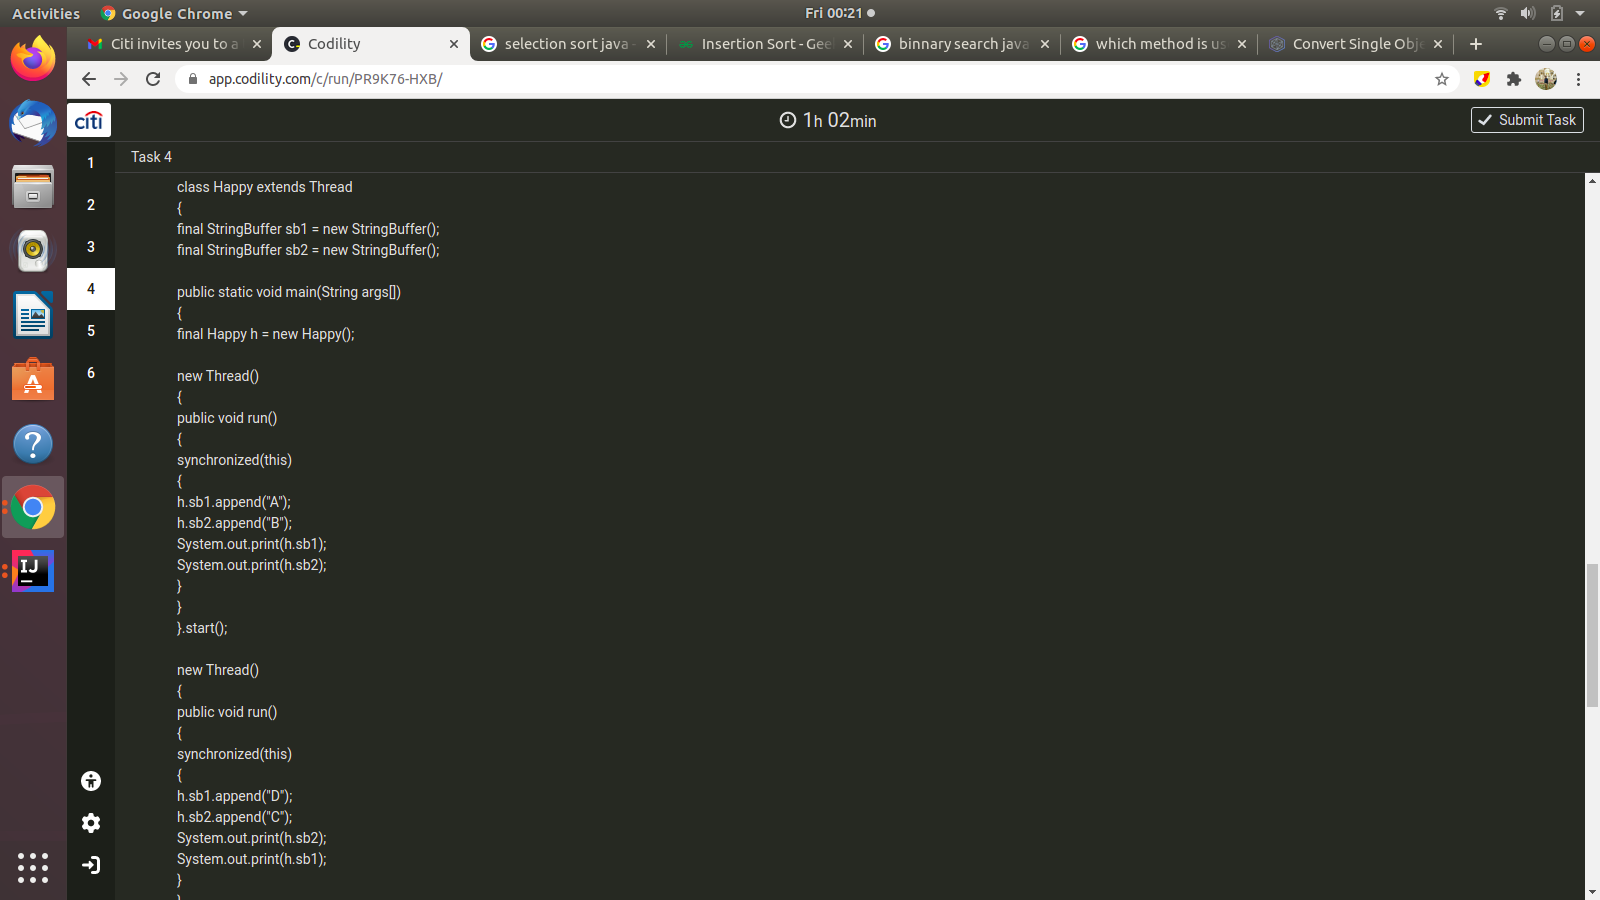 Activities
Google Chrome
Fri 00:21
Citi invites you to a
Codility
selection sort java
Insertion Sort - Gee
binnary search java
which method is us
Convert Single Obje
app.codility.com/c/run/PR9K76-HXB/
citi
1h 02min
Submit Task
1
2
3
4
5
6
Task 4
class Happy extends Thread
{
final StringBuffer sb1 = new StringBuffer();
final StringBuffer sb2 = new StringBuffer();
public static void main(String args[])
{
final Happy h = new Happy();
new Thread()
{
public void run()
{
synchronized(this)
{
h.sb1.append("A");
h.sb2.append("B");
System.out.print(h.sb1);
System.out.print(h.sb2);
}
}
}.start();
new Thread()
{
public void run()
{
synchronized(this)
{
h.sb1.append("D");
h.sb2.append("C");
System.out.print(h.sb2);
System.out.print(h.sb1);
}
}
IJ